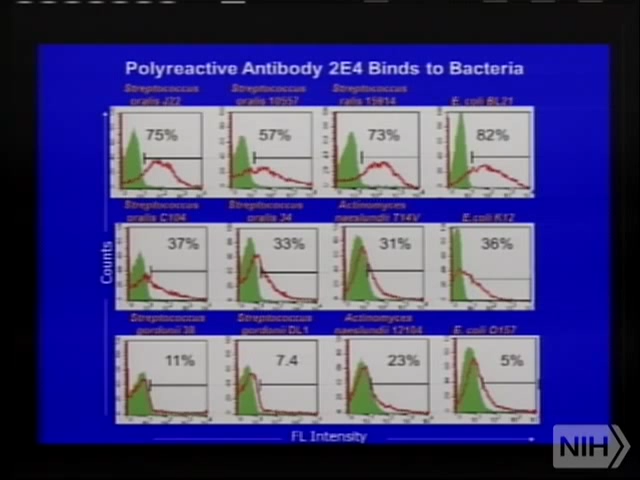 Polyreactive Antibody 2E4 Binds to Bacteria
Streptococcus Streptococcus Streptococcus
oralis J22 oralis 10557 ralis 15914 E. coli BL21
75% 57% 73% 82%
Streptococcus Streptococcus Actinomyces
oralis C104 oralis 34 naeslundii T14V E.coli K12
37% 33% 31% 36%
Counts
Streptococcus Streptococcus Actinomyces
gordonii 38 gordonii DL1 naeslundii 12104 E. coli O157
11% 7.4 23% 5%
FL Intensity
NIH